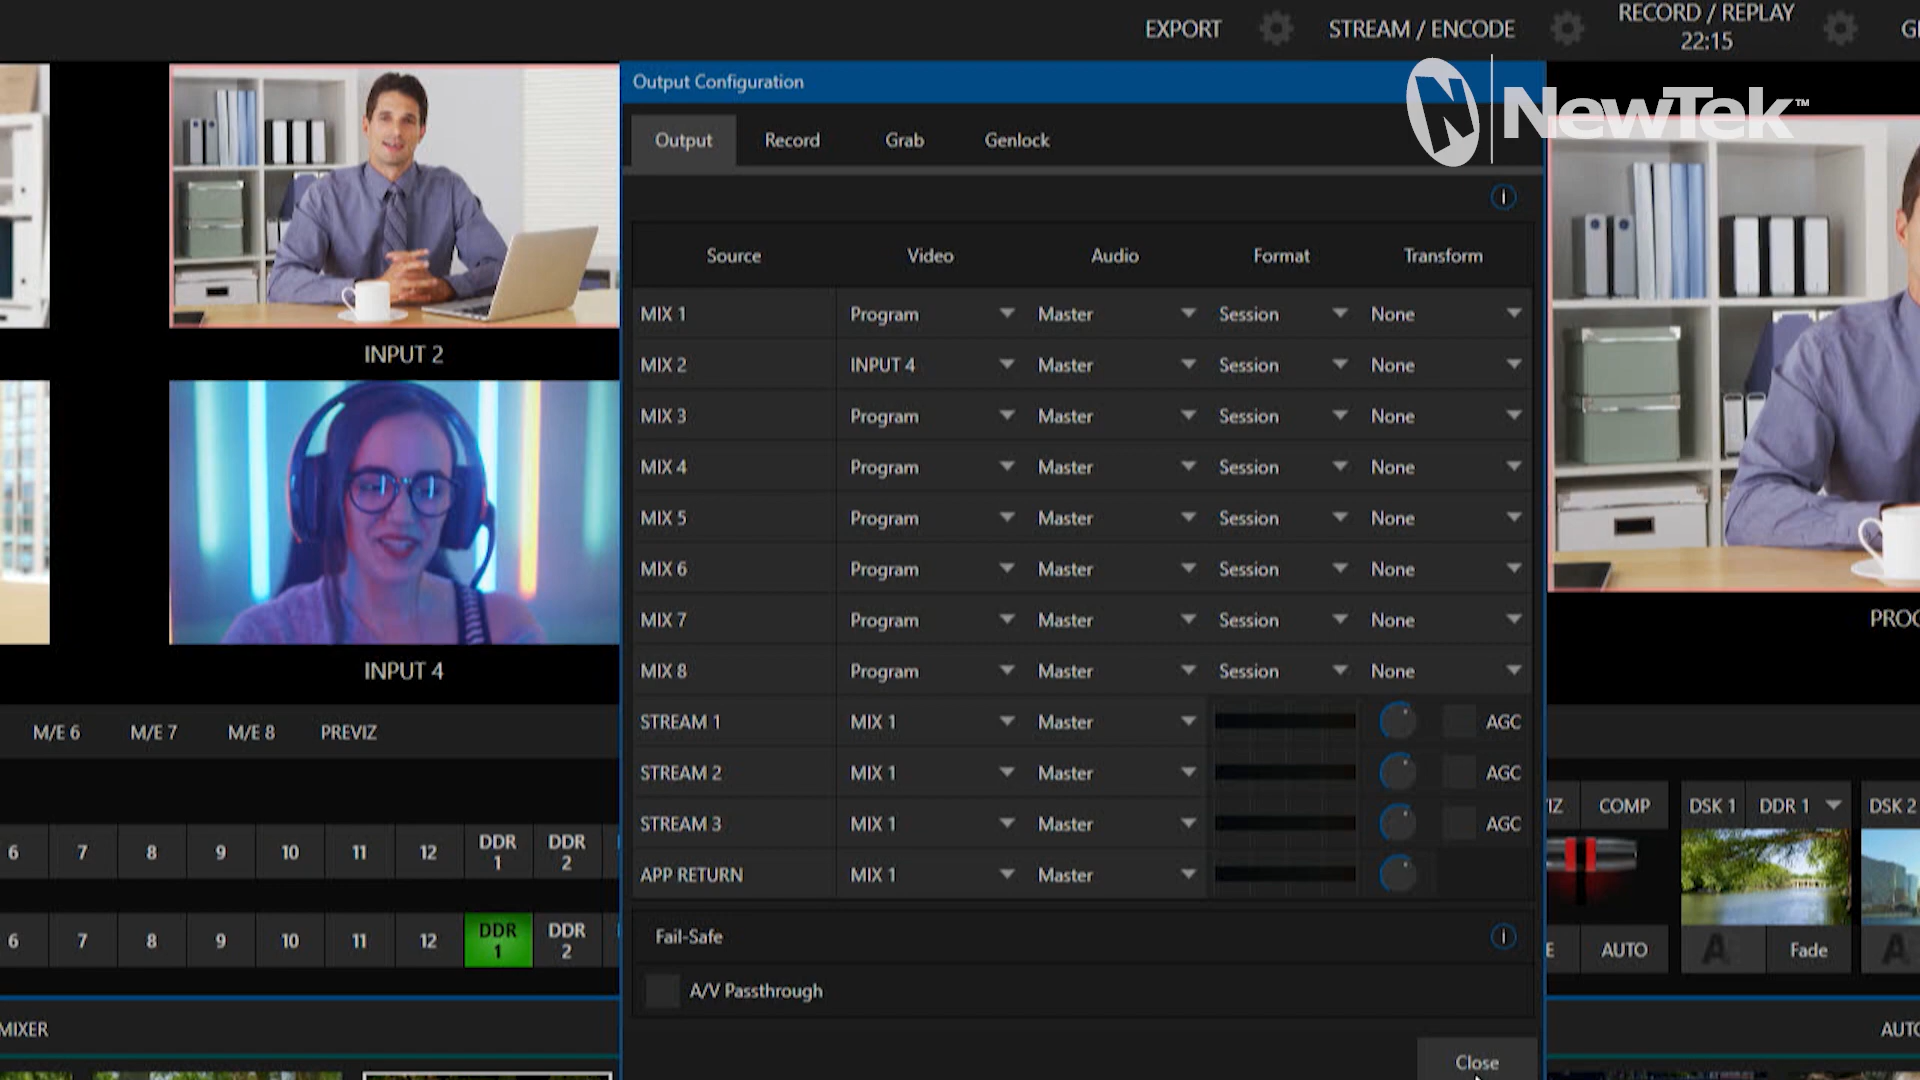 EXPORT
STREAM / ENCODE
RECORD / REPLAY
22:15
NewTek™
Output Configuration
Output Record Grab Genlock
Source Video Audio Format Transform
MIX 1 Program Master Session None
MIX 2 INPUT 4 Master Session None
MIX 3 Program Master Session None
MIX 4 Program Master Session None
MIX 5 Program Master Session None
MIX 6 Program Master Session None
MIX 7 Program Master Session None
MIX 8 Program Master Session None
STREAM 1 MIX 1 Master AGC
STREAM 2 MIX 1 Master AGC
STREAM 3 MIX 1 Master AGC
APP RETURN MIX 1 Master
Fail-Safe
A/V Passthrough
Close
INPUT 2
INPUT 4
M/E 6 M/E 7 M/E 8 PREVIZ
6 7 8 9 10 11 12 DDR 1 DDR 2
6 7 8 9 10 11 12 DDR 1 DDR 2
MIXER
PROG
IZ COMP DSK 1 DDR 1 DSK 2
E AUTO A Fade A
AUTO